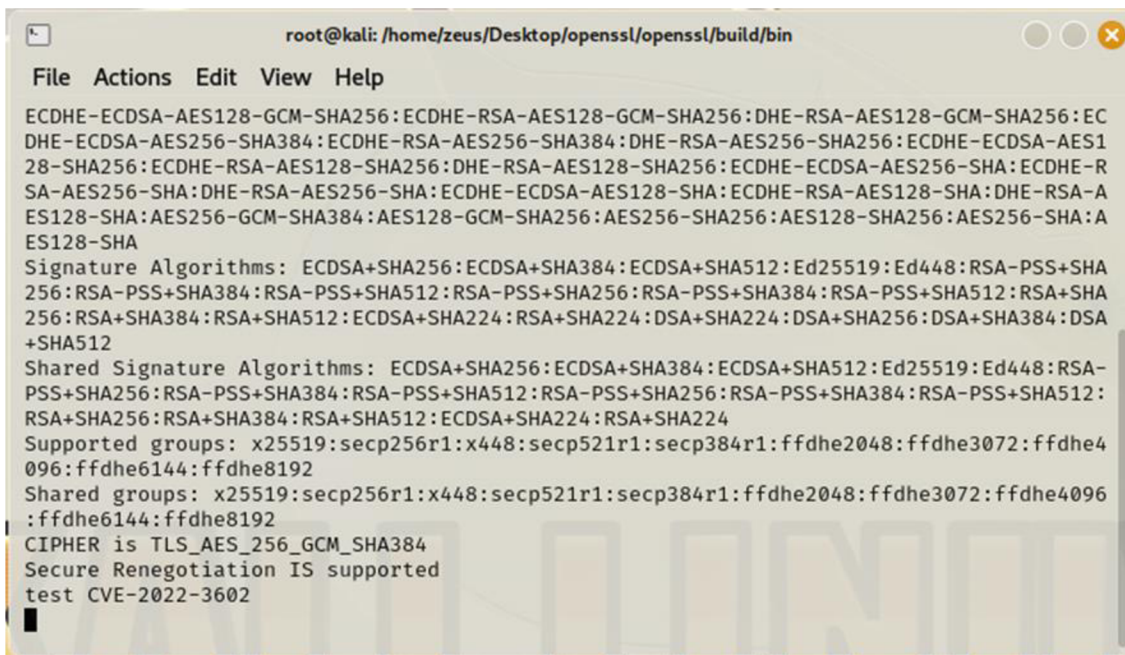 root@kali: /home/zeus/Desktop/openssl/openssl/build/bin
File Actions Edit View Help
ECDHE-ECDSA-AES128-GCM-SHA256:ECDHE-RSA-AES128-GCM-SHA256:DHE-RSA-AES128-GCM-SHA256:EC
DHE-ECDSA-AES256-SHA384:ECDHE-RSA-AES256-SHA384:DHE-RSA-AES256-SHA256:ECDHE-ECDSA-AES1
28-SHA256:ECDHE-RSA-AES128-SHA256:DHE-RSA-AES128-SHA256:ECDHE-ECDSA-AES256-SHA:ECDHE-R
SA-AES256-SHA:DHE-RSA-AES256-SHA:ECDHE-ECDSA-AES128-SHA:ECDHE-RSA-AES128-SHA:DHE-RSA-A
ES128-SHA:AES256-GCM-SHA384:AES128-GCM-SHA256:AES256-SHA256:AES128-SHA256:AES256-SHA:A
ES128-SHA
Signature Algorithms: ECDSA+SHA256:ECDSA+SHA384:ECDSA+SHA512:Ed25519:Ed448:RSA-PSS+SHA
256:RSA-PSS+SHA384:RSA-PSS+SHA512:RSA-PSS+SHA256:RSA-PSS+SHA384:RSA-PSS+SHA512:RSA+SHA
256:RSA+SHA384:RSA+SHA512:ECDSA+SHA224:RSA+SHA224:DSA+SHA224:DSA+SHA256:DSA+SHA384:DSA
+SHA512
Shared Signature Algorithms: ECDSA+SHA256:ECDSA+SHA384:ECDSA+SHA512:Ed25519:Ed448:RSA-
PSS+SHA256:RSA-PSS+SHA384:RSA-PSS+SHA512:RSA-PSS+SHA256:RSA-PSS+SHA384:RSA-PSS+SHA512:
RSA+SHA256:RSA+SHA384:RSA+SHA512:ECDSA+SHA224:RSA+SHA224
Supported groups: x25519:secp256r1:x448:secp521r1:secp384r1:ffdhe2048:ffdhe3072:ffdhe4
096:ffdhe6144:ffdhe8192
Shared groups: x25519:secp256r1:x448:secp521r1:secp384r1:ffdhe2048:ffdhe3072:ffdhe4096
:ffdhe6144:ffdhe8192
CIPHER is TLS_AES_256_GCM_SHA384
Secure Renegotiation IS supported
test CVE-2022-3602